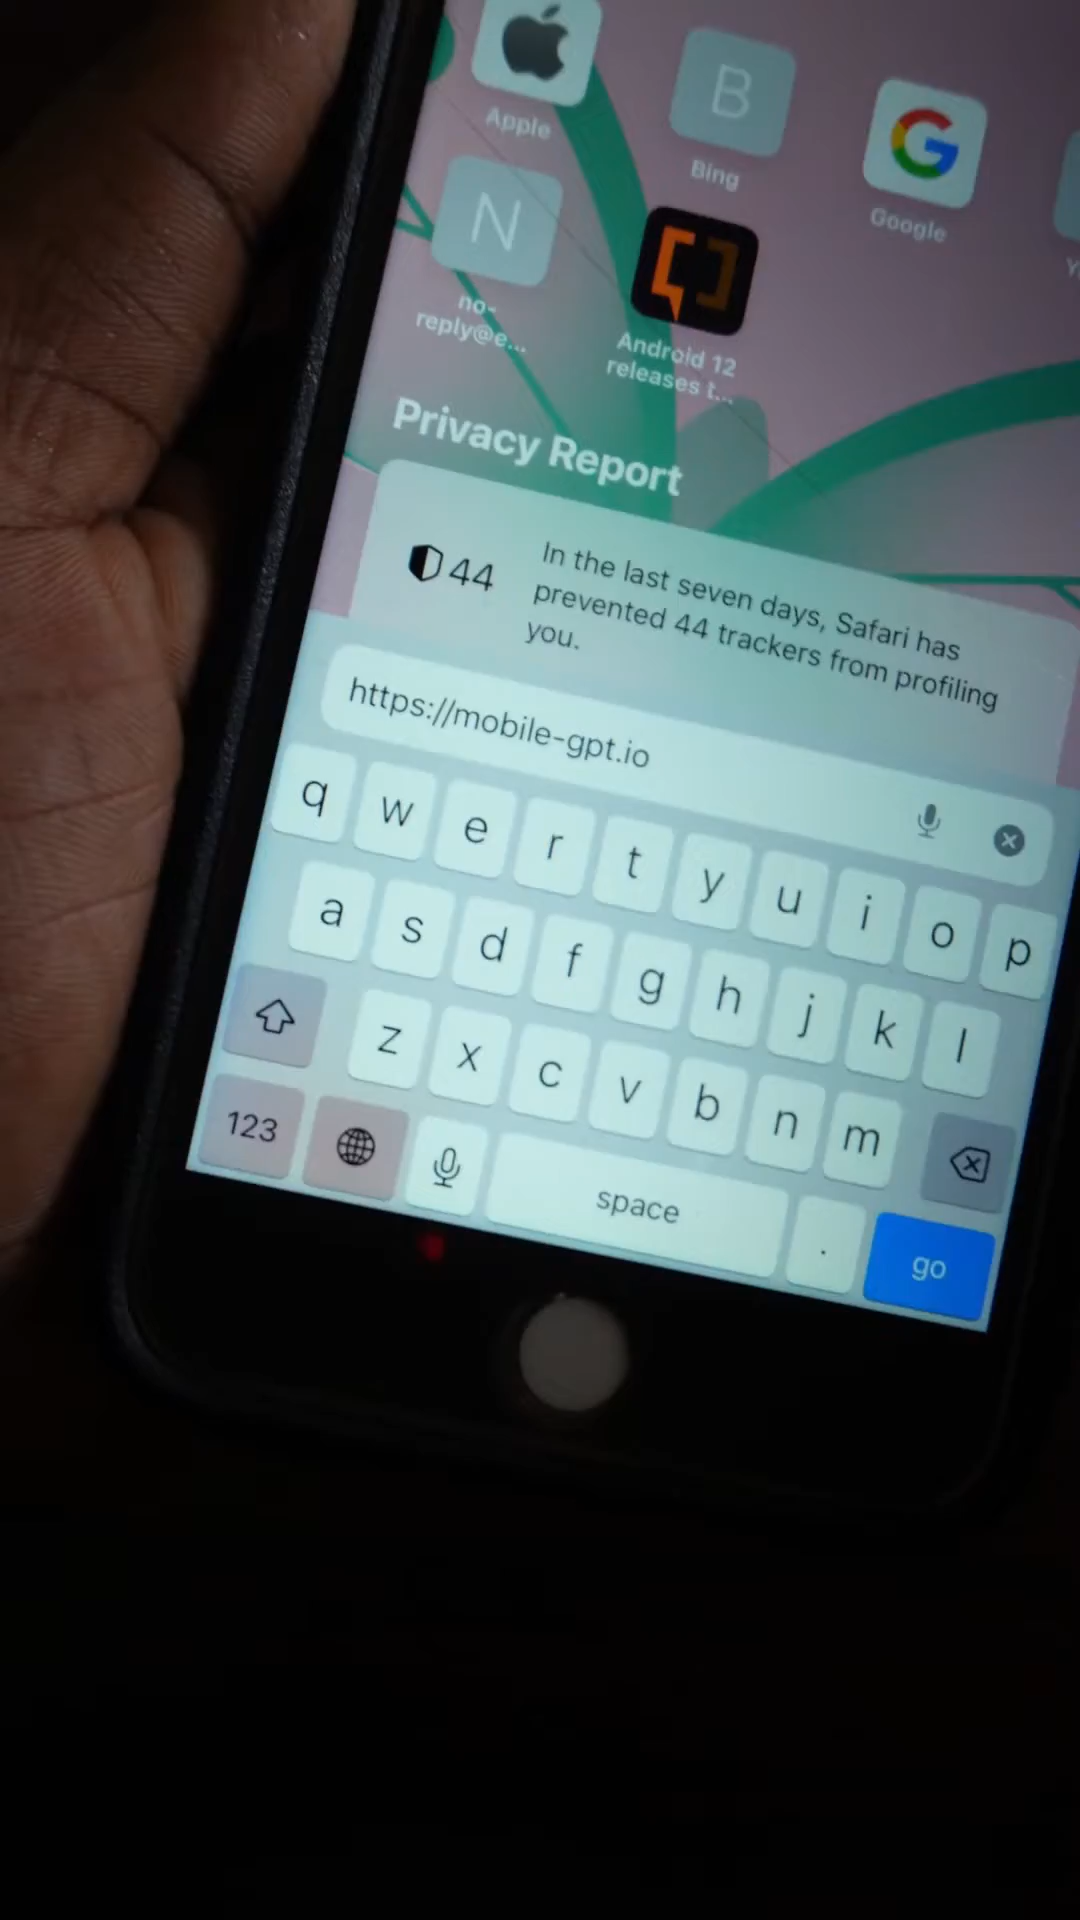 Apple
B
Bing
Google
N
no-
reply@e...
Android 12
releases t...
Privacy Report
44
In the last seven days, Safari has
prevented 44 trackers from profiling
you.
https://mobile-gpt.io
q w e r t y u i o p
a s d f g h j k l
z x c v b n m
123
space
.
go